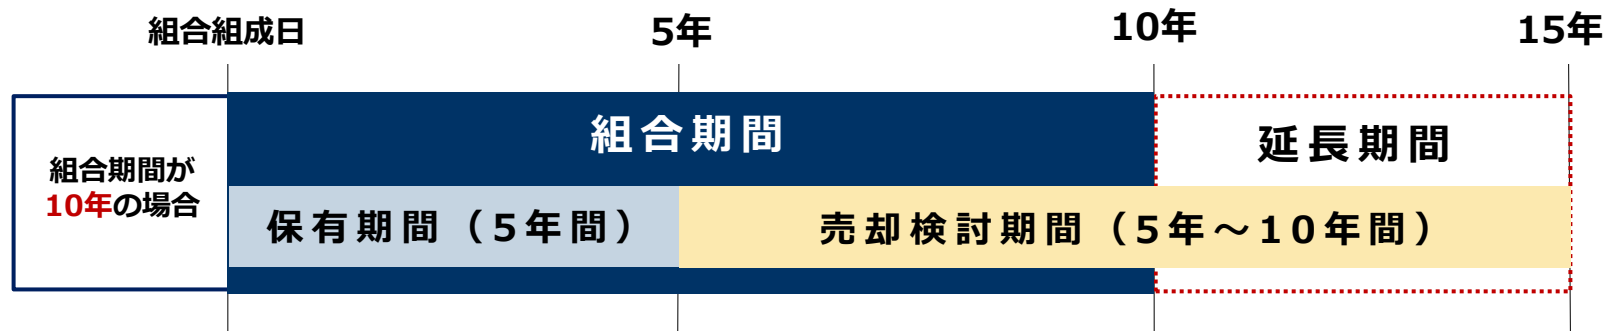 組合組成日
5年
10年
15年
組合期間が
10年の場合
組合期間
延長期間
保有期間（5年間）
売却検討期間（5年～10年間）